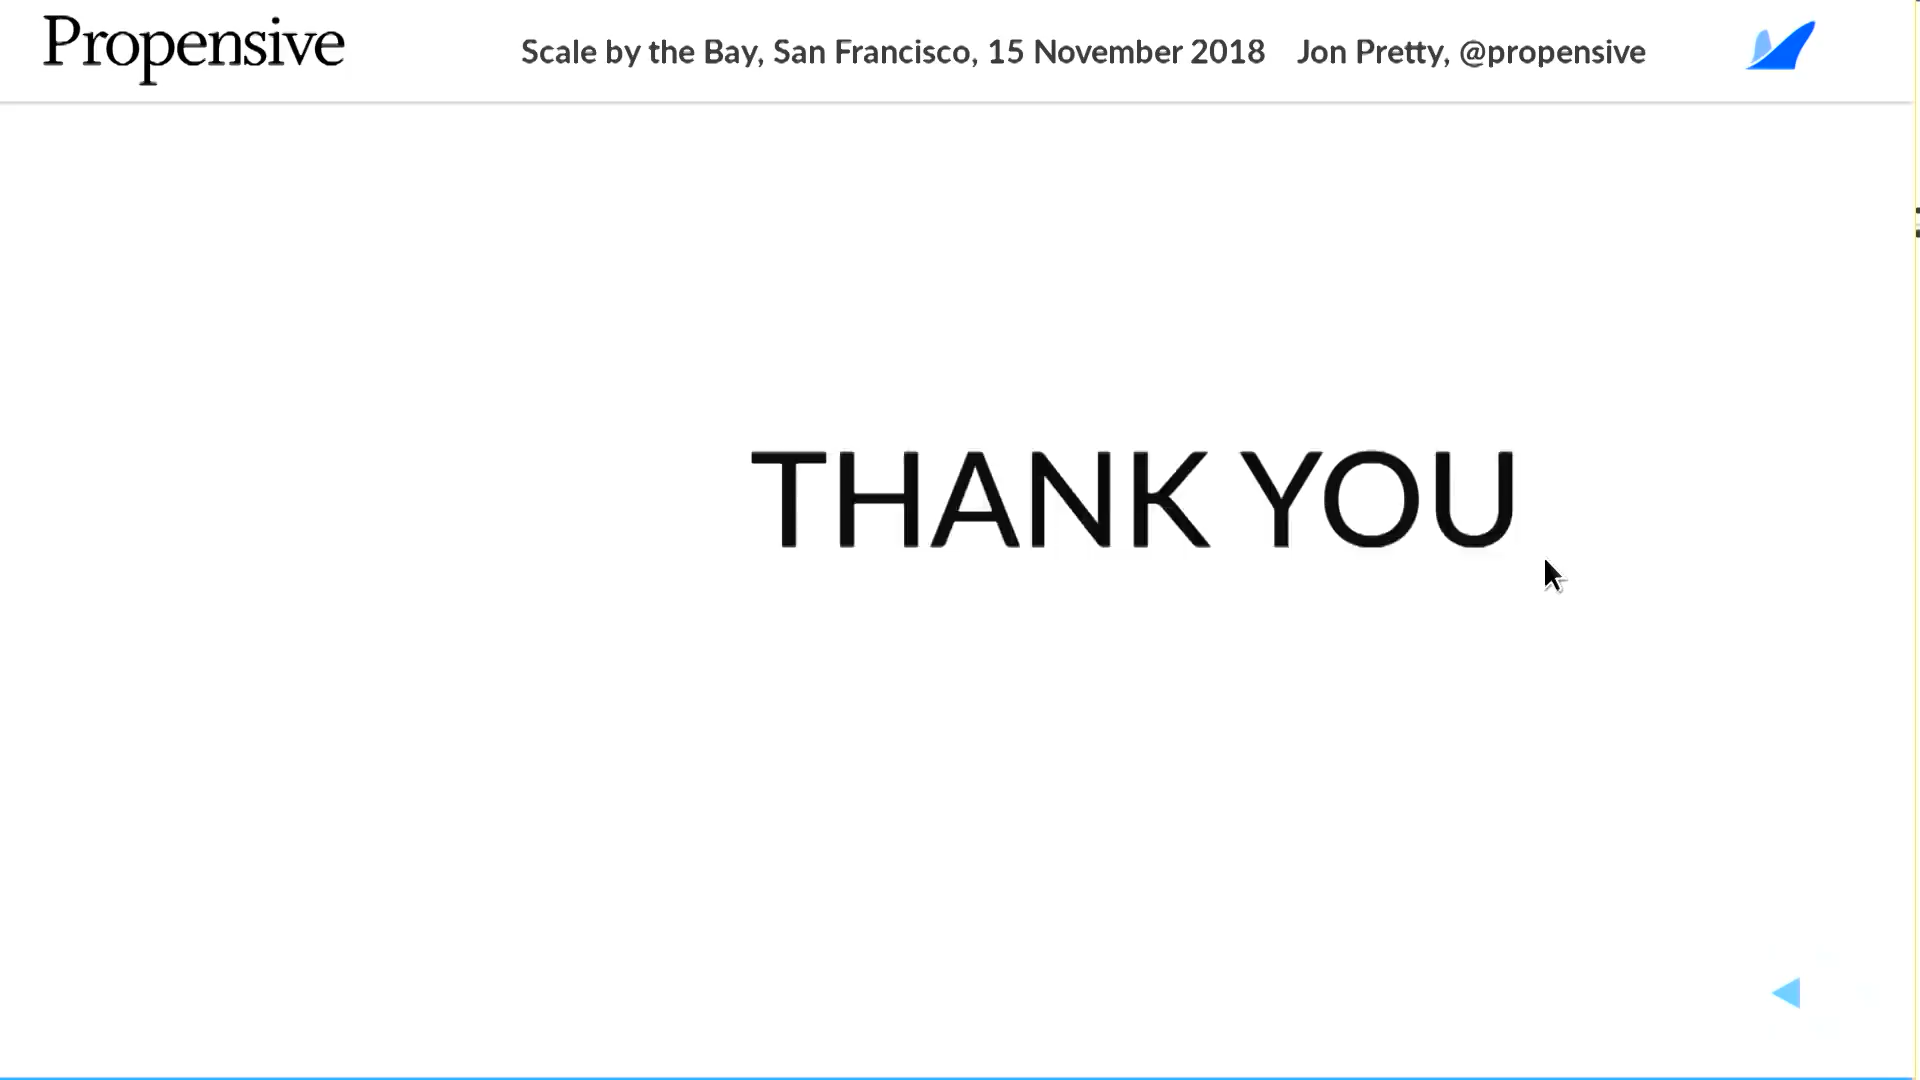 Propensive
Scale by the Bay, San Francisco, 15 November 2018 Jon Pretty, @propensive
THANK YOU